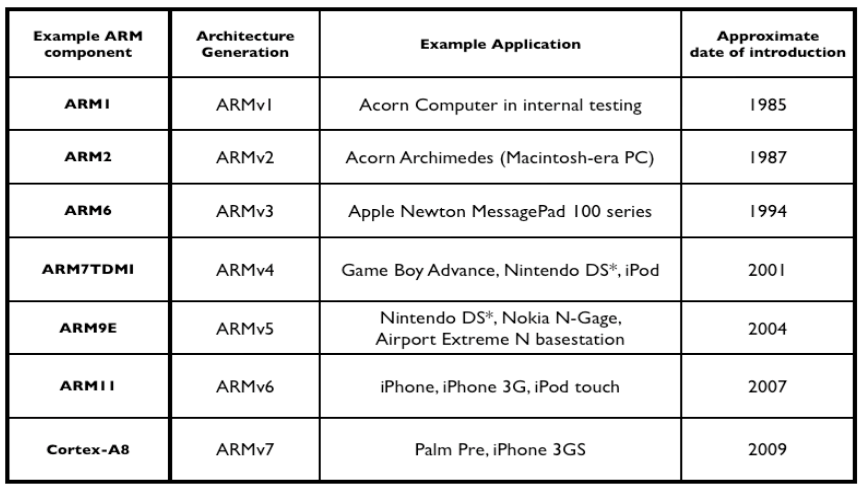 Example ARM component
Architecture Generation
Example Application
Approximate date of introduction
ARM1
ARMv1
Acorn Computer in internal testing
1985
ARM2
ARMv2
Acorn Archimedes (Macintosh-era PC)
1987
ARM6
ARMv3
Apple Newton MessagePad 100 series
1994
ARM7TDMI
ARMv4
Game Boy Advance, Nintendo DS*, iPod
2001
ARM9E
ARMv5
Nintendo DS*, Nokia N-Gage,
Airport Extreme N basestation
2004
ARM11
ARMv6
iPhone, iPhone 3G, iPod touch
2007
Cortex-A8
ARMv7
Palm Pre, iPhone 3GS
2009